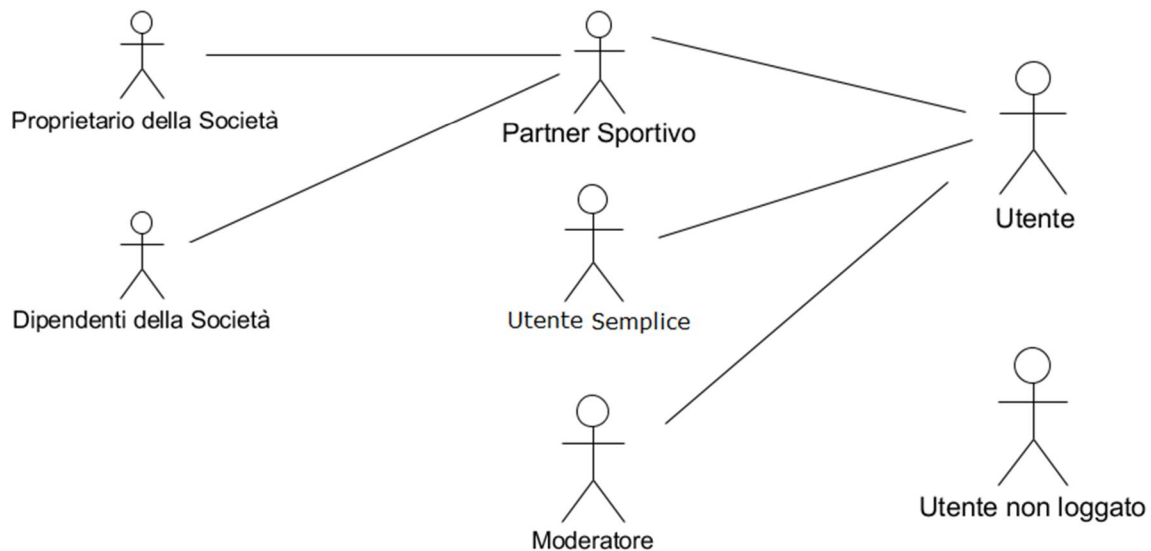 Proprietario della Società
Partner Sportivo
Utente
Dipendenti della Società
Utente Semplice
Utente non loggato
Moderatore